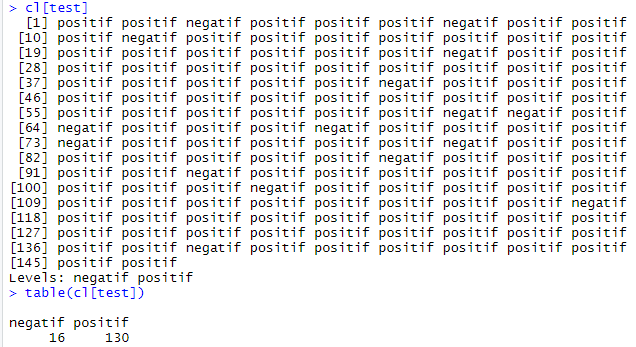 > cl[test]
[1] positif positif negatif positif positif positif negatif positif positif
[10] positif negatif positif positif positif positif positif positif positif
[19] positif positif positif positif positif positif negatif positif positif
[28] positif positif positif positif positif positif positif positif positif
[37] positif positif positif positif positif negatif positif positif positif
[46] positif positif positif positif positif positif positif positif positif
[55] positif positif positif positif positif positif negatif negatif positif
[64] negatif positif positif positif negatif positif positif positif positif
[73] negatif positif positif positif positif positif negatif positif positif
[82] positif positif positif positif positif negatif positif positif positif
[91] positif positif negatif positif positif positif positif positif positif
[100] positif positif positif negatif positif positif positif positif positif
[109] positif positif positif positif positif positif positif positif negatif
[118] positif positif positif positif positif positif positif positif positif
[127] positif positif positif positif positif positif positif positif positif
[136] positif positif negatif positif positif positif positif positif positif
[145] positif positif
Levels: negatif positif
> table(cl[test])
negatif positif
16 130